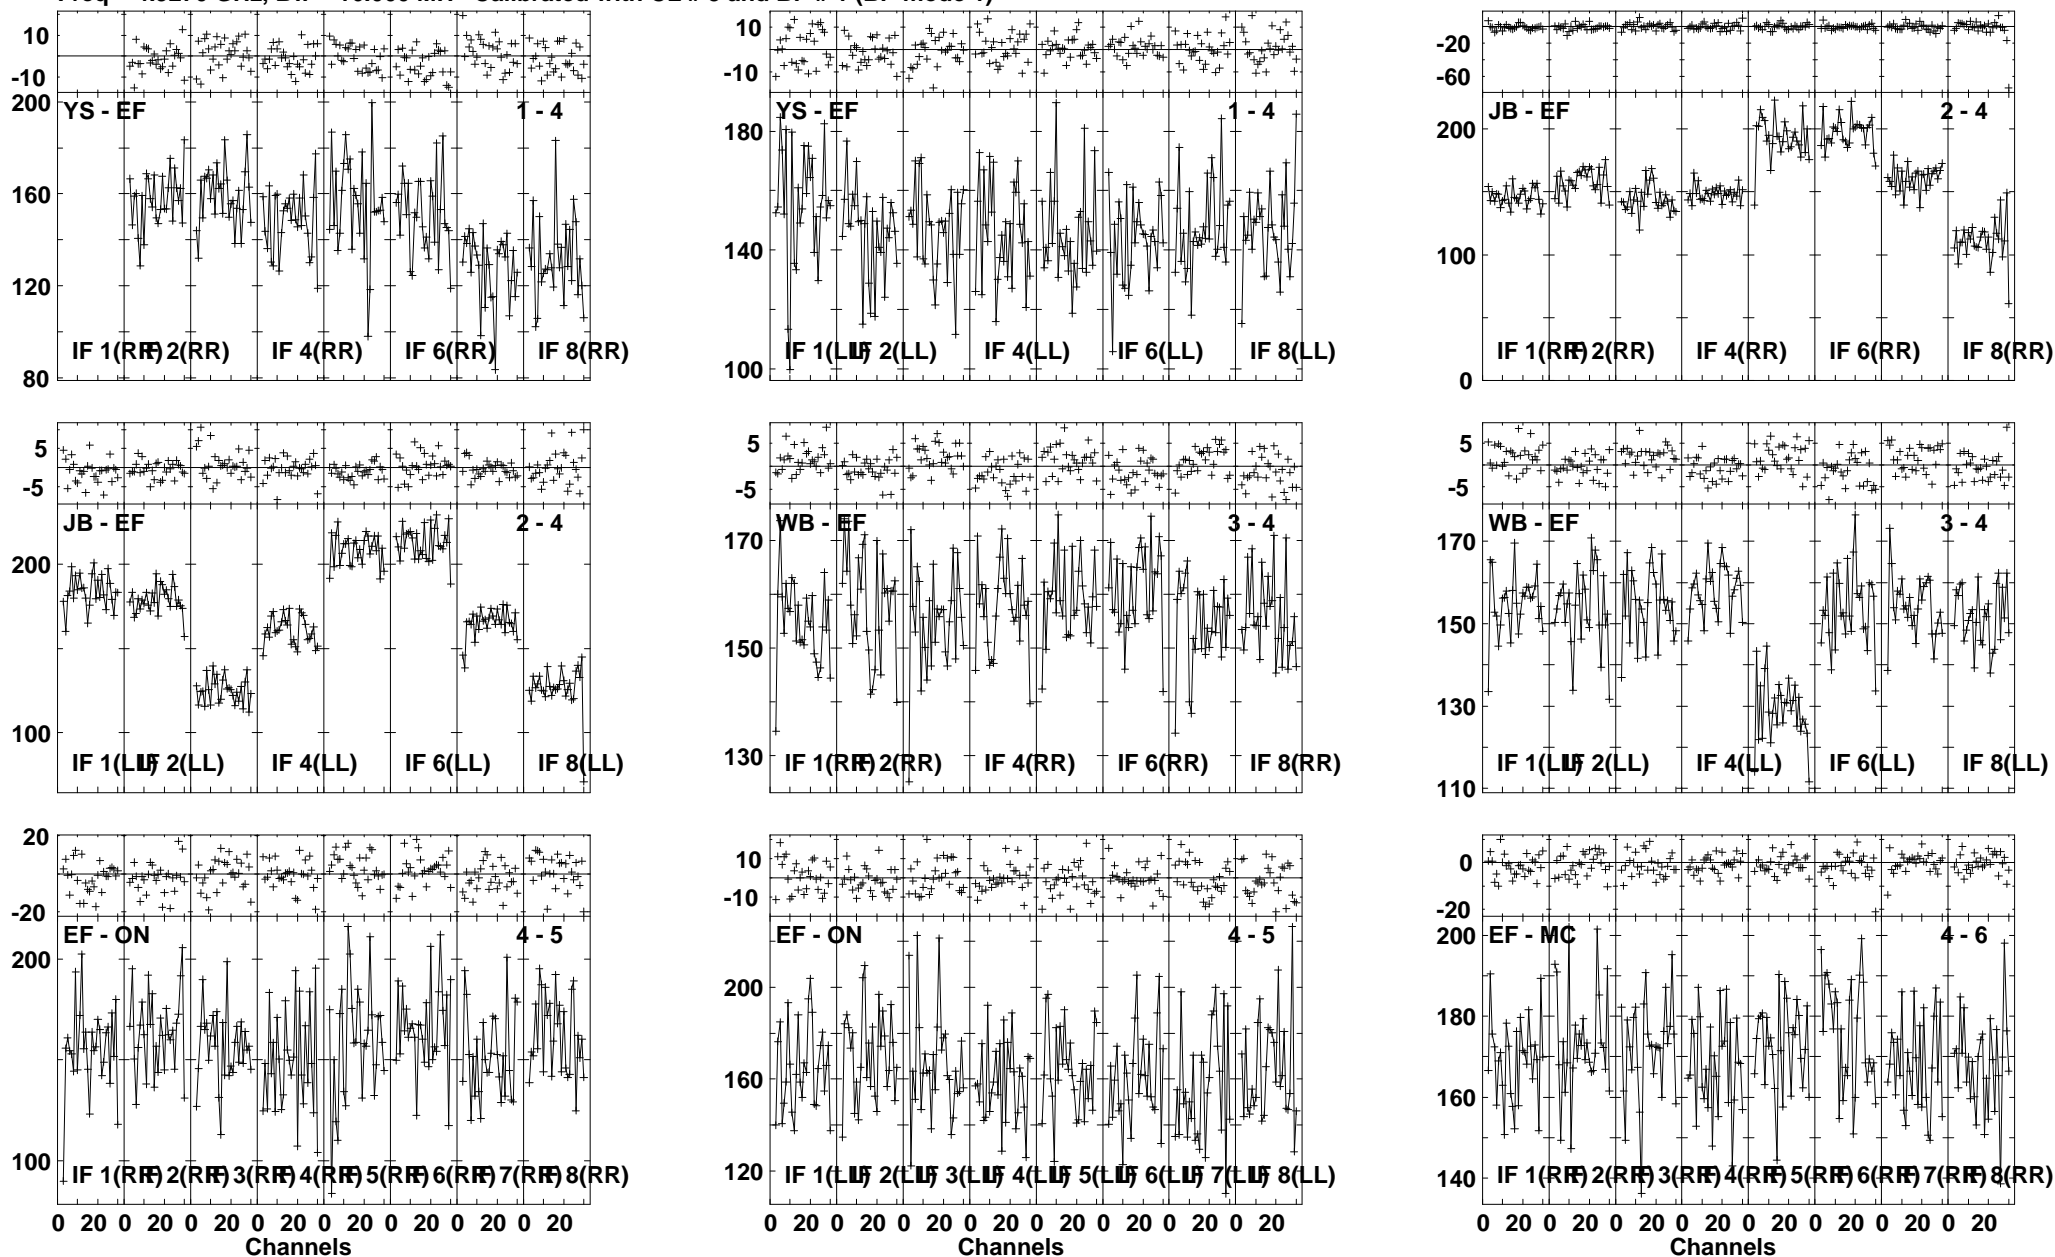 10
-10
200
160
120
80
YS - EF
1 - 4
IF 1(RR)
IF 2(RR)
IF 4(RR)
IF 6(RR)
IF 8(RR)
10
-10
180
140
100
YS - EF
1 - 4
IF 1(LL)
IF 2(LL)
IF 4(LL)
IF 6(LL)
IF 8(LL)
-20
-60
200
100
0
JB - EF
2 - 4
IF 1(RR)
IF 2(RR)
IF 4(RR)
IF 6(RR)
IF 8(RR)
5
-5
200
100
JB - EF
2 - 4
IF 1(LL)
IF 2(LL)
IF 4(LL)
IF 6(LL)
IF 8(LL)
5
-5
170
150
130
WB - EF
3 - 4
IF 1(RR)
IF 2(RR)
IF 4(RR)
IF 6(RR)
IF 8(RR)
5
-5
170
150
130
110
WB - EF
3 - 4
IF 1(LL)
IF 2(LL)
IF 4(LL)
IF 6(LL)
IF 8(LL)
20
-20
200
100
EF - ON
4 - 5
IF 1(RR)
IF 2(RR)
IF 3(RR)
IF 4(RR)
IF 5(RR)
IF 6(RR)
IF 7(RR)
IF 8(RR)
0 20 0 20 0 20 0 20 0 20 0 20 0 20 0 20
Channels
10
-10
200
160
120
EF - ON
4 - 5
IF 1(LL)
IF 2(LL)
IF 3(LL)
IF 4(LL)
IF 5(LL)
IF 6(LL)
IF 7(LL)
IF 8(LL)
0 20 0 20 0 20 0 20 0 20 0 20 0 20 0 20
Channels
0
-20
200
180
160
140
EF - MC
4 - 6
IF 1(RR)
IF 2(RR)
IF 3(RR)
IF 4(RR)
IF 5(RR)
IF 6(RR)
IF 7(RR)
IF 8(RR)
0 20 0 20 0 20 0 20 0 20 0 20 0 20 0 20
Channels